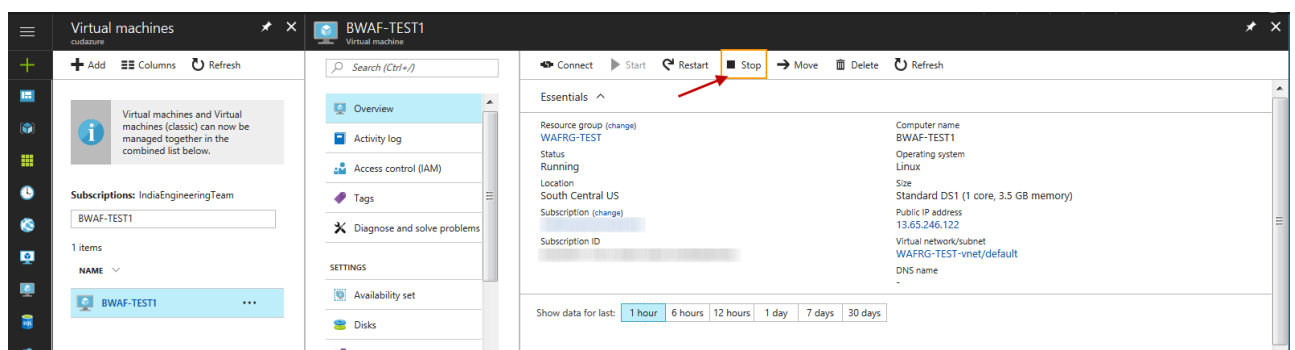 Virtual machines
cudazure
Add Columns Refresh
Virtual machines and Virtual
machines (classic) can now be
managed together in the
combined list below.
Subscriptions: IndiaEngineeringTeam
BWAF-TEST1
1 items
NAME
BWAF-TEST1 ...
BWAF-TEST1
Virtual machine
Search (Ctrl+/)
Overview
Activity log
Access control (IAM)
Tags
Diagnose and solve problems
SETTINGS
Availability set
Disks
Connect Start Restart Stop Move Delete Refresh
Essentials
Resource group (change)
WAFRG-TEST
Status
Running
Location
South Central US
Subscription (change)
Subscription ID
Computer name
BWAF-TEST1
Operating system
Linux
Size
Standard DS1 (1 core, 3.5 GB memory)
Public IP address
13.65.246.122
Virtual network/subnet
WAFRG-TEST-vnet/default
DNS name
-
Show data for last: 1 hour 6 hours 12 hours 1 day 7 days 30 days
SQL